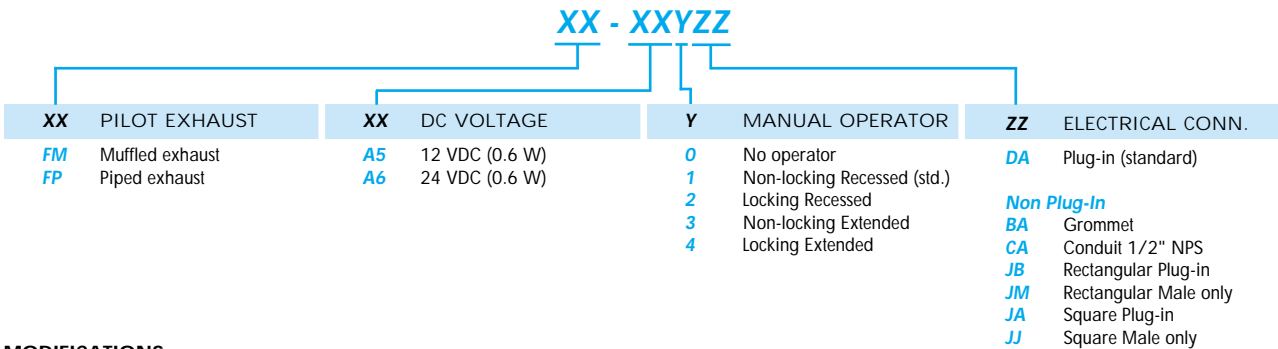 XX - XXYZZ
XX PILOT EXHAUST
FM Muffled exhaust
FP Piped exhaust
XX DC VOLTAGE
A5 12 VDC (0.6 W)
A6 24 VDC (0.6 W)
Y MANUAL OPERATOR
0 No operator
1 Non-locking Recessed (std.)
2 Locking Recessed
3 Non-locking Extended
4 Locking Extended
ZZ ELECTRICAL CONN.
DA Plug-in (standard)
Non Plug-In
BA Grommet
CA Conduit 1/2" NPS
JB Rectangular Plug-in
JM Rectangular Male only
JA Square Plug-in
JJ Square Male only
MODIFICATIONS